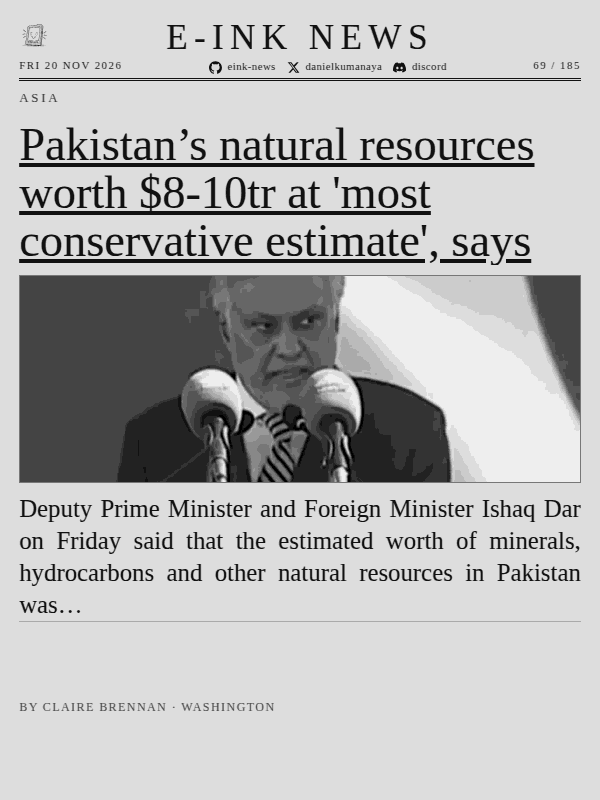 E-INK NEWS
FRI 20 NOV 2026
eink-news danielkumanaya discord
69 / 185
ASIA
Pakistan’s natural resources
worth $8-10tr at 'most
conservative estimate', says
Deputy Prime Minister and Foreign Minister Ishaq Dar
on Friday said that the estimated worth of minerals,
hydrocarbons and other natural resources in Pakistan
was…
BY CLAIRE BRENNAN · WASHINGTON